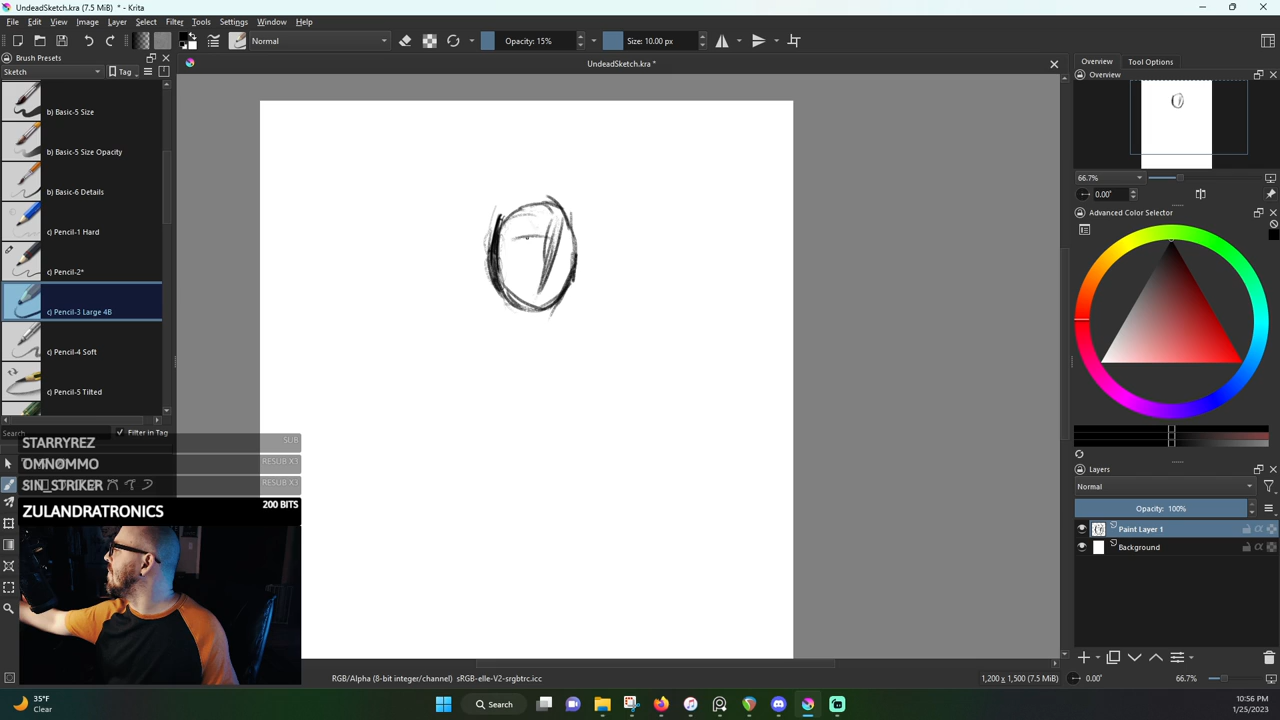 UndeadSketch.kra (7.5 MiB) * - Krita
File Edit View Image Layer Select Filter Tools Settings Window Help
Normal
Opacity: 15%
Size: 10.00 px
Brush Presets
Sketch
Tag
b) Basic-5 Size
b) Basic-5 Size Opacity
b) Basic-6 Details
c) Pencil-1 Hard
c) Pencil-2*
c) Pencil-3 Large 4B
c) Pencil-4 Soft
c) Pencil-5 Tilted
Search
Filter in Tag
UndeadSketch.kra *
STARRYREZ SUB
OMNOMMO RESUB X3
SIN_STRIKER RESUB X3
ZULANDRATRONICS 200 BITS
Overview Tool Options
Overview
66.7%
0.00°
Advanced Color Selector
Layers
Normal
Opacity: 100%
Paint Layer 1
Background
RGB/Alpha (8-bit integer/channel) sRGB-elle-V2-srgbtrc.icc
1,200 x 1,500 (7.5 MiB)
0.00°
66.7%
35°F
Clear
Search
10:56 PM
1/25/2023